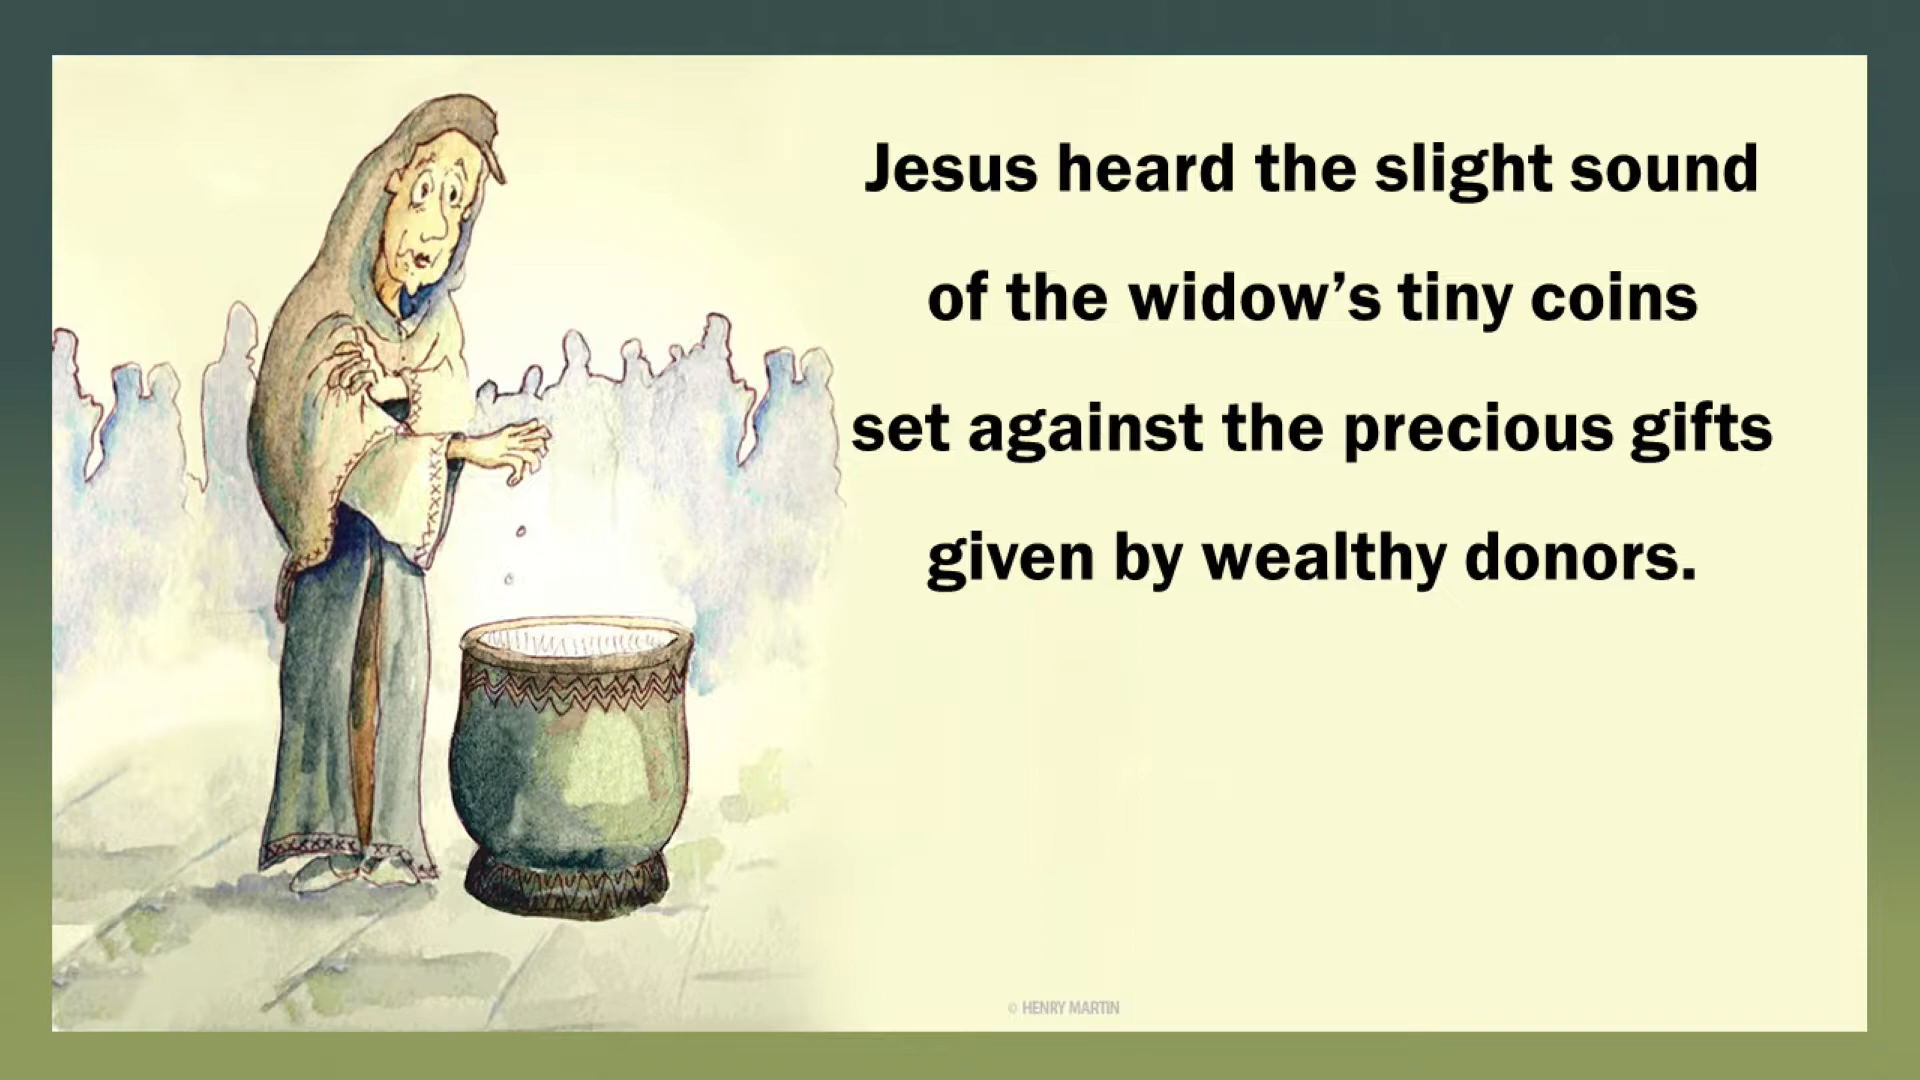 Jesus heard the slight sound
of the widow’s tiny coins
set against the precious gifts
given by wealthy donors.
© HENRY MARTIN